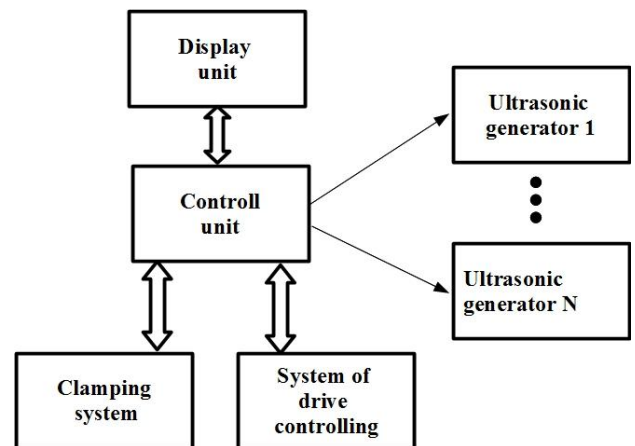 Display
unit
Ultrasonic
generator 1
Controll
unit
Ultrasonic
generator N
Clamping
system
System of
drive
controlling